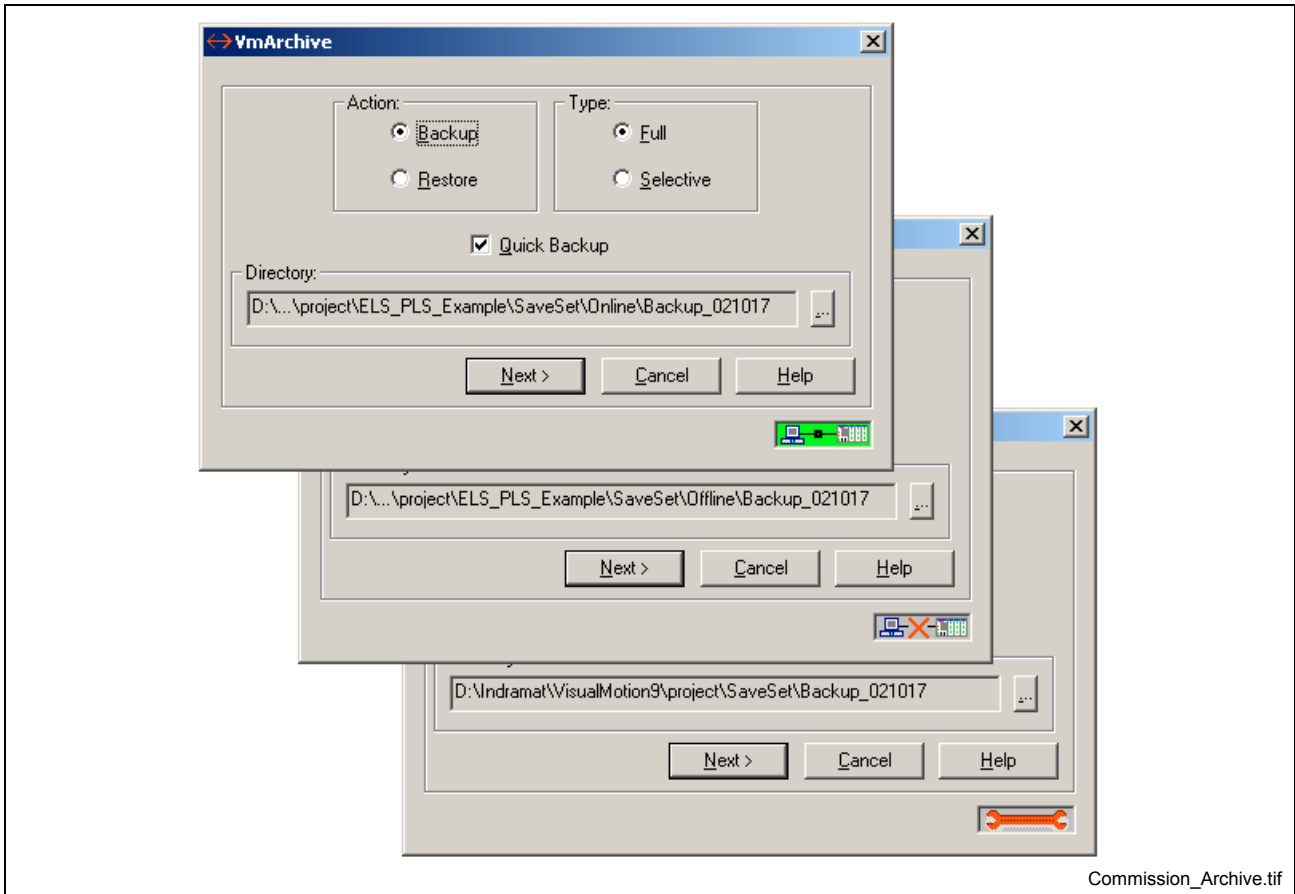 VmArchive
Action:
Backup
Restore
Type:
Full
Selective
Quick Backup
Directory:
D:\...\project\ELS_PLS_Example\SaveSet\Online\Backup_021017
...
Next >
Cancel
Help
D:\...\project\ELS_PLS_Example\SaveSet\Offline\Backup_021017
...
Next >
Cancel
Help
D:\Indramat\VisualMotion9\project\SaveSet\Backup_021017
...
Next >
Cancel
Help
Commission_Archive.tif